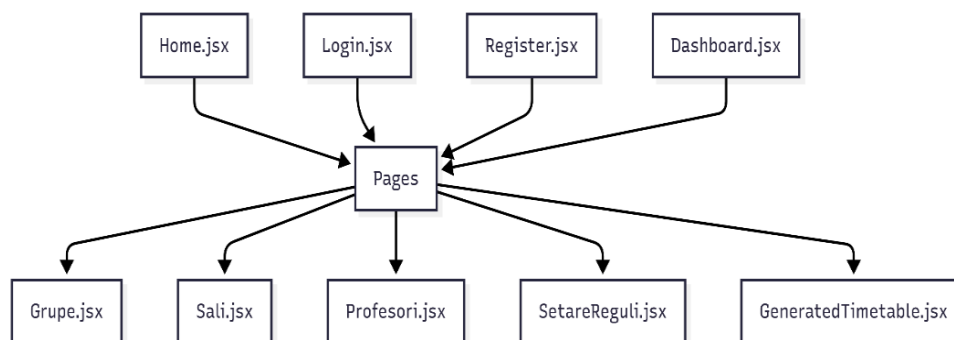 Home.jsx
Login.jsx
Register.jsx
Dashboard.jsx
Pages
Grupe.jsx
Sali.jsx
Profesori.jsx
SetareReguli.jsx
GeneratedTimetable.jsx